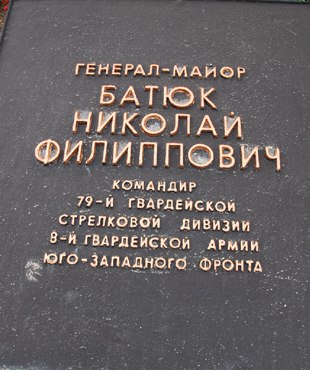 ГЕНЕРАЛ-МАЙОР
БАТЮК
НИКОЛАЙ
ФИЛИППОВИЧ
КОМАНДИР
79-Й ГВАРДЕЙСКОЙ
СТРЕЛКОВОЙ ДИВИЗИИ
8-Й ГВАРДЕЙСКОЙ АРМИИ
ЮГО-ЗАПАДНОГО ФРОНТА